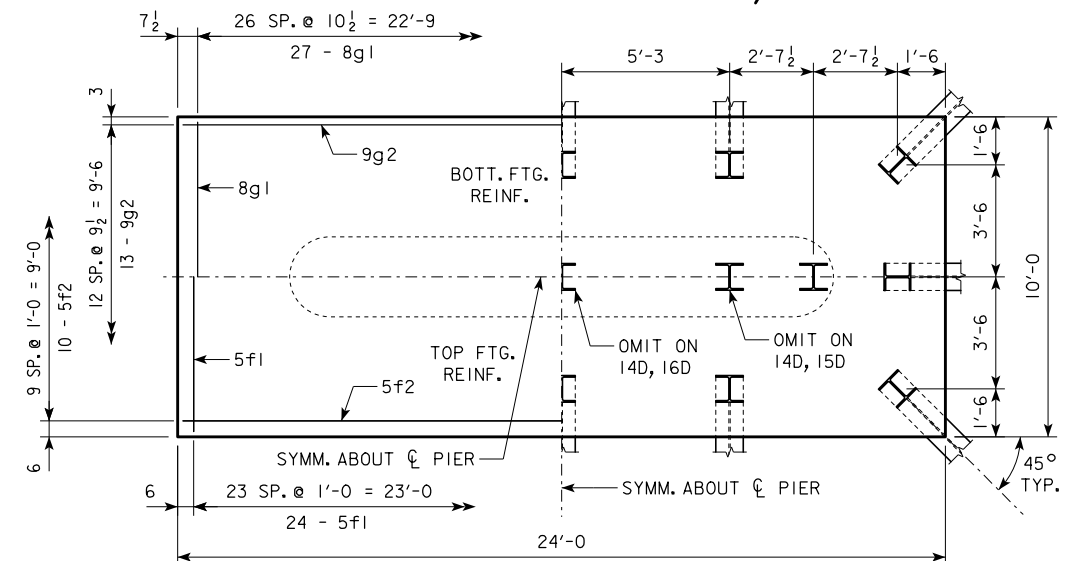 7½
26 SP. @ 10½ = 22'-9
27 - 8g1
5'-3
2'-7½
2'-7½
1'-6
3
12 SP. @ 9½ = 9'-6
13 - 9g2
9g2
8g1
BOTT. FTG.
REINF.
1'-6
3'-6
10'-0
3'-6
1'-6
9 SP. @ 1'-0 = 9'-0
10 - 5f2
6
5f1
TOP FTG.
REINF.
5f2
OMIT ON
14D, 16D
OMIT ON
14D, 15D
SYMM. ABOUT ℄ PIER
SYMM. ABOUT ℄ PIER
45°
TYP.
6
23 SP. @ 1'-0 = 23'-0
24 - 5f1
24'-0